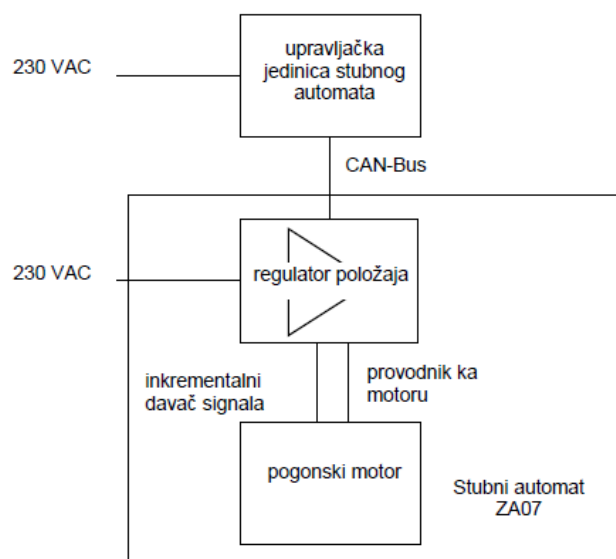 upravljačka
jedinica stubnog
automata
230 VAC
CAN-Bus
230 VAC
regulator položaja
inkrementalni
davač signala
provodnik ka
motoru
pogonski motor
Stubni automat
ZA07